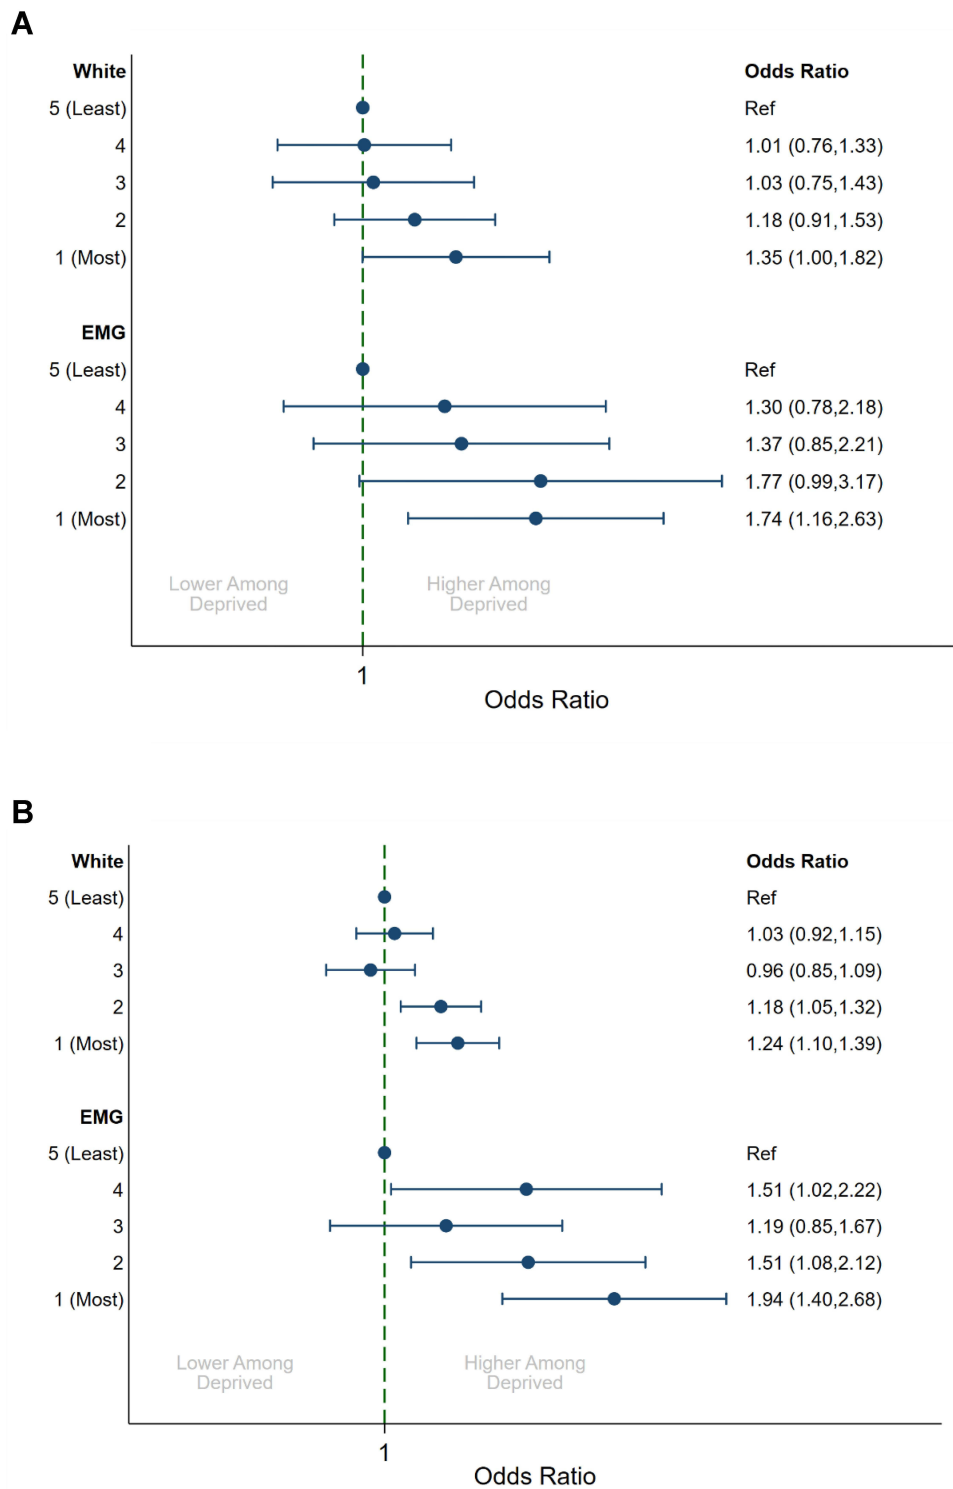 A
White Odds Ratio
5 (Least) Ref
4 1.01 (0.76,1.33)
3 1.03 (0.75,1.43)
2 1.18 (0.91,1.53)
1 (Most) 1.35 (1.00,1.82)
EMG
5 (Least) Ref
4 1.30 (0.78,2.18)
3 1.37 (0.85,2.21)
2 1.77 (0.99,3.17)
1 (Most) 1.74 (1.16,2.63)
Lower Among Higher Among
Deprived Deprived
1
Odds Ratio
B
White Odds Ratio
5 (Least) Ref
4 1.03 (0.92,1.15)
3 0.96 (0.85,1.09)
2 1.18 (1.05,1.32)
1 (Most) 1.24 (1.10,1.39)
EMG
5 (Least) Ref
4 1.51 (1.02,2.22)
3 1.19 (0.85,1.67)
2 1.51 (1.08,2.12)
1 (Most) 1.94 (1.40,2.68)
Lower Among Higher Among
Deprived Deprived
1
Odds Ratio